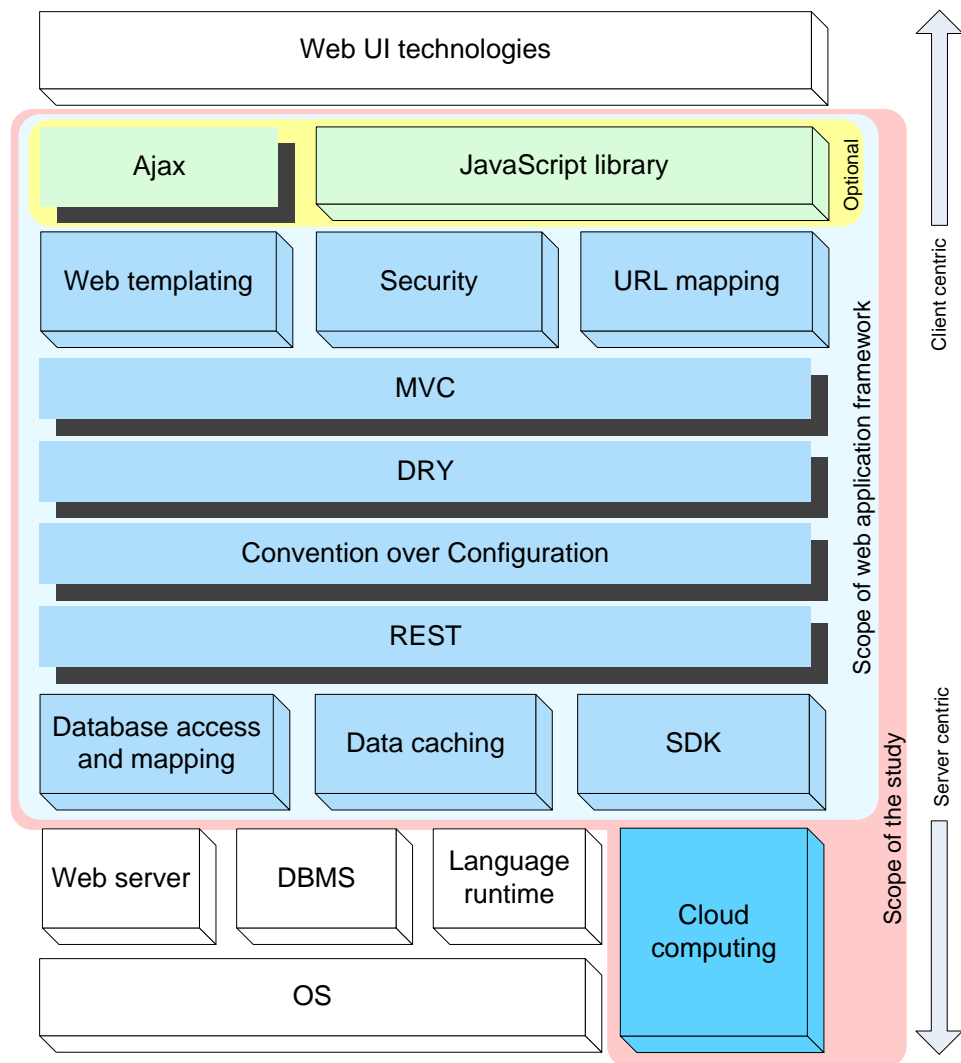 Web UI technologies
Ajax
JavaScript library
Optional
Web templating
Security
URL mapping
MVC
DRY
Convention over Configuration
REST
Database access
and mapping
Data caching
SDK
Web server
DBMS
Language
runtime
Cloud
computing
OS
Scope of web application framework
Scope of the study
Client centric
Server centric